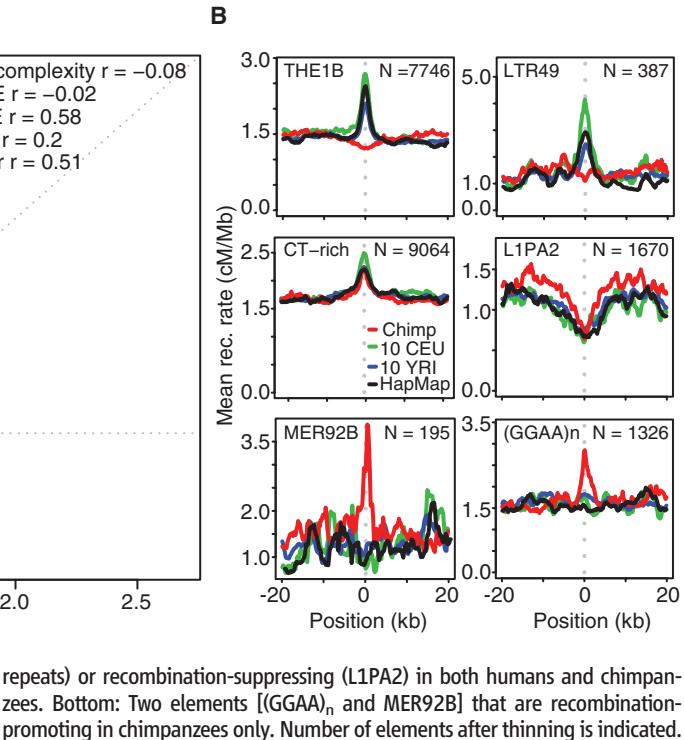 complexity r = −0.08
E r = −0.02
E r = 0.58
r = 0.2
r r = 0.51
2.0 2.5
B
Mean rec. rate (cM/Mb)
THE1B N =7746
3.0
1.5
0.0
LTR49 N = 387
5.0
2.0
1.0
0.0
CT−rich N = 9064
2.5
1.5
0.0
Chimp
10 CEU
10 YRI
HapMap
L1PA2 N = 1670
1.5
1.0
0.0
MER92B N = 195
3.5
2.0
1.0
-20 0 20
Position (kb)
(GGAA)n N = 1326
3.5
1.5
0.0
-20 0 20
Position (kb)
repeats) or recombination-suppressing (L1PA2) in both humans and chimpan-
zees. Bottom: Two elements [(GGAA)n and MER92B] that are recombination-
promoting in chimpanzees only. Number of elements after thinning is indicated.